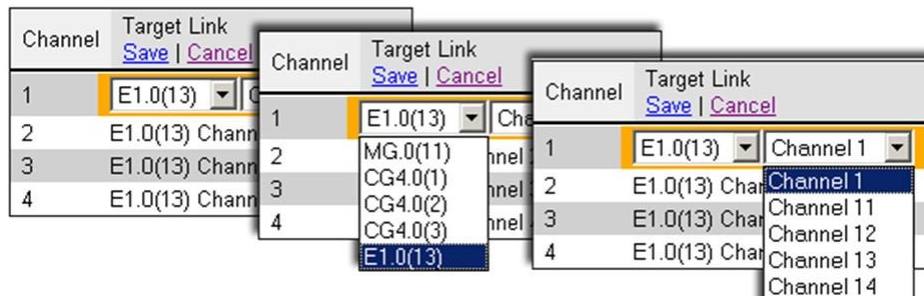 Channel Target Link
Save | Cancel
1 E1.0(13)
2 E1.0(13) Chann
3 E1.0(13) Chann
4 E1.0(13) Chann
Channel Target Link
Save | Cancel
1 E1.0(13) Cha
MG.0(11)
2 CG4.0(1) nnel
CG4.0(2)
3 CG4.0(3) nnel
4 E1.0(13) nnel
Channel Target Link
Save | Cancel
1 E1.0(13) Channel 1
2 E1.0(13) Char Channel 1
Channel 11
3 E1.0(13) Char Channel 12
4 E1.0(13) Char Channel 13
Channel 14